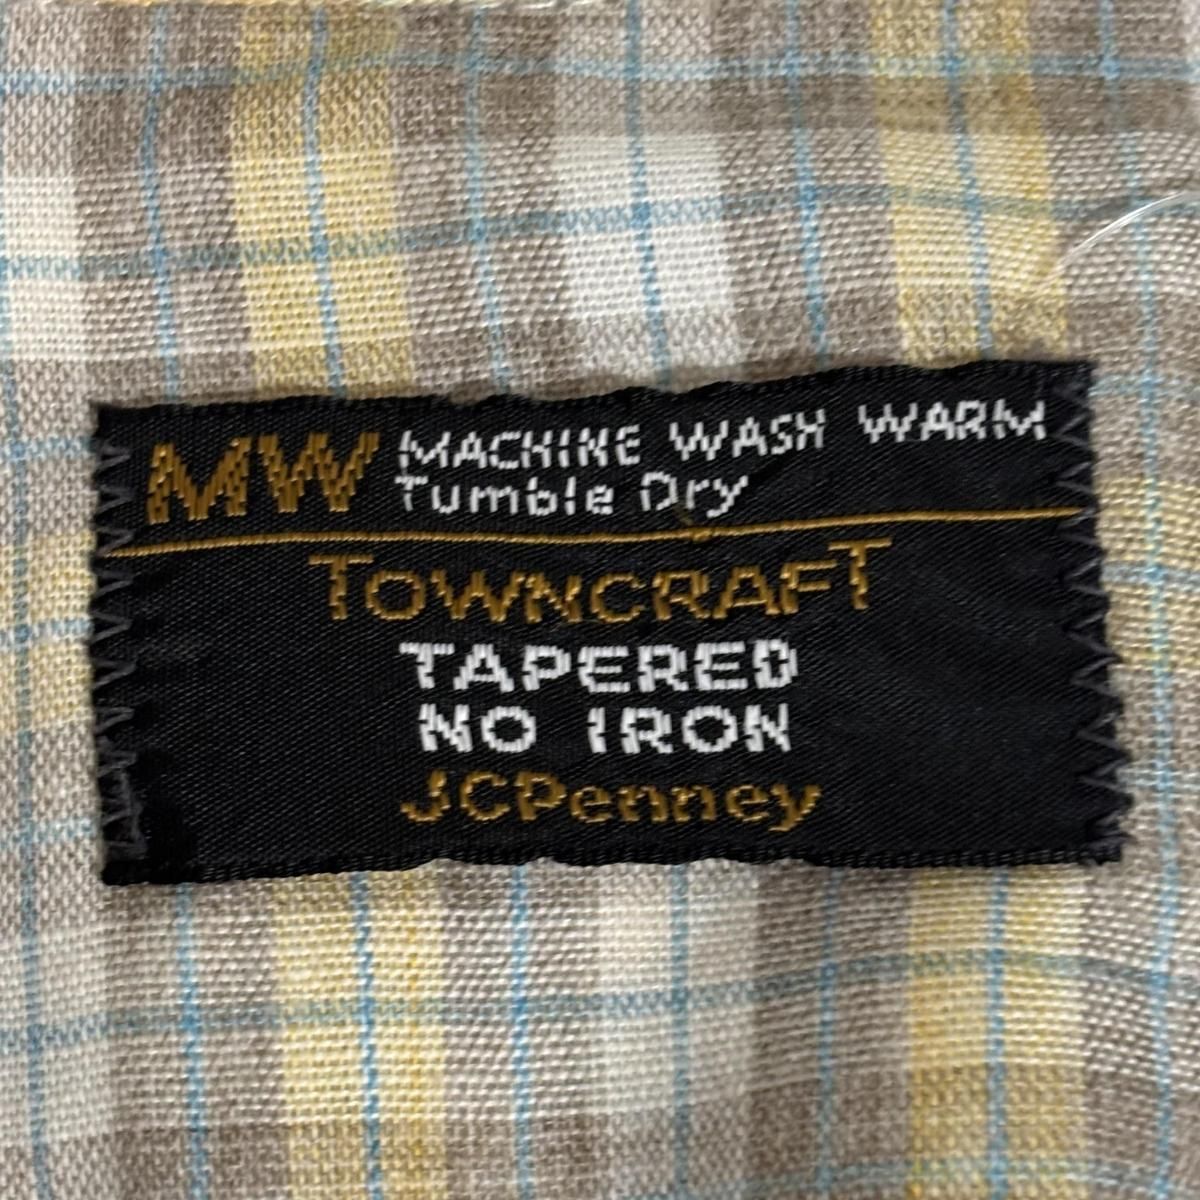 MW MACHINE WASH WARM
Tumble Dry
TOWNCRAFT
TAPERED
NO IRON
JCPenney